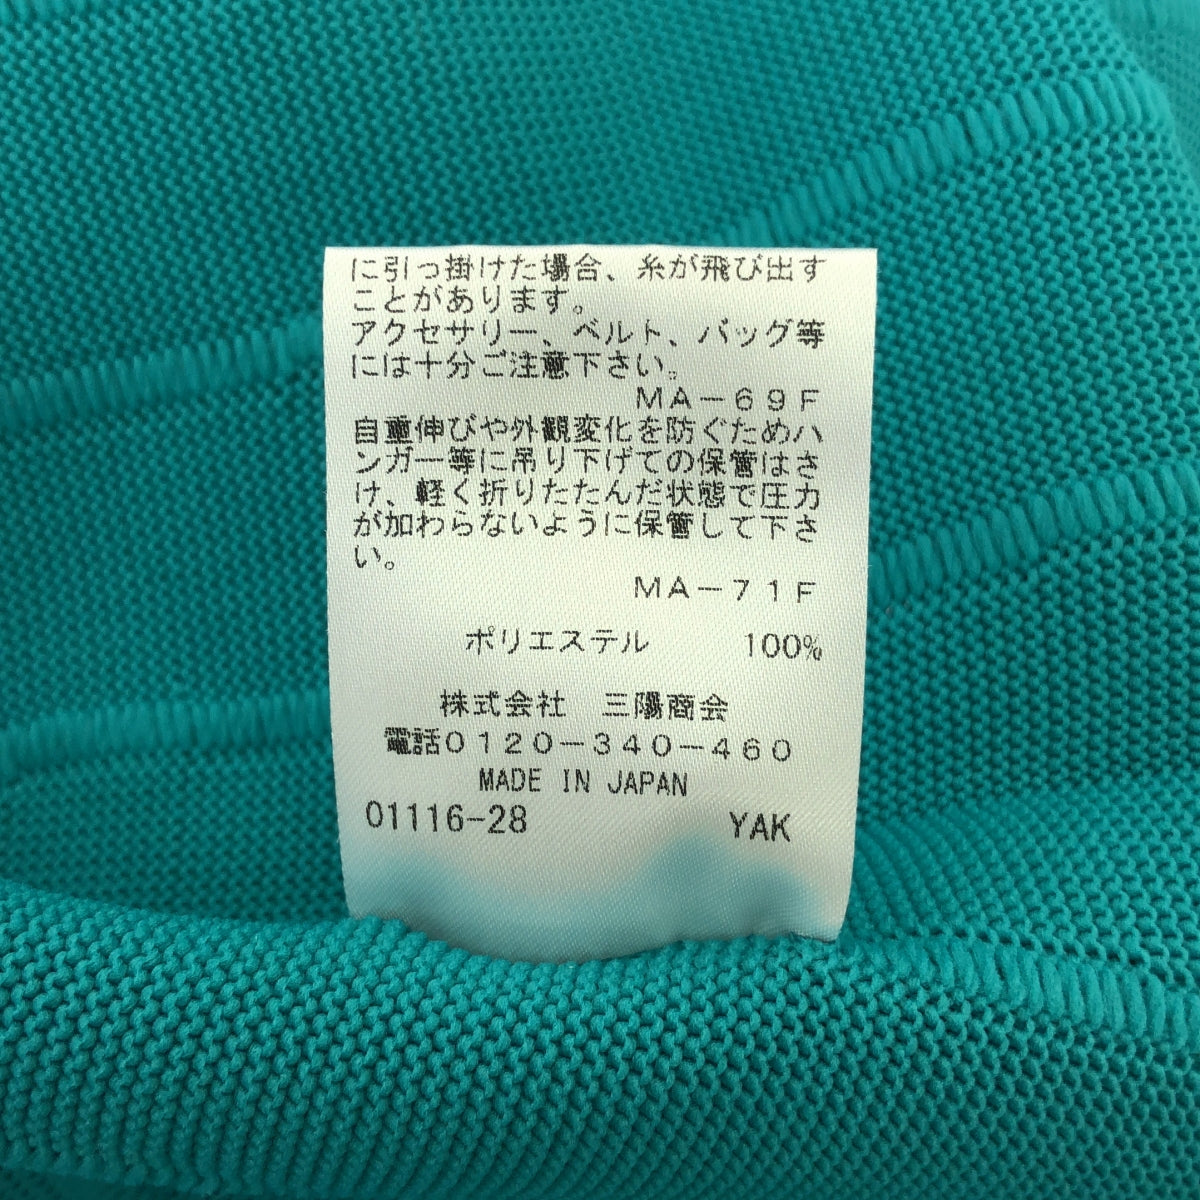 に引っ掛けた場合、糸が飛び出す
ことがあります。
アクセサリー、ベルト、バッグ等
には十分ご注意下さい。
MA－69F
自重伸びや外観変化を防ぐためハ
ンガー等に吊り下げての保管はさ
け、軽く折りたたんだ状態で圧力
が加わらないように保管して下さ
い。
MA－71F
ポリエステル 100%
株式会社 三陽商会
電話0120－340－460
MADE IN JAPAN
01116-28 YAK